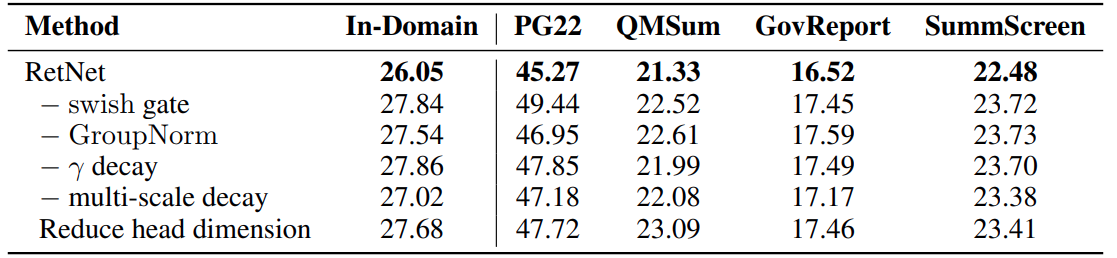 Method In-Domain PG22 QMSum GovReport SummScreen
RetNet 26.05 45.27 21.33 16.52 22.48
− swish gate 27.84 49.44 22.52 17.45 23.72
− GroupNorm 27.54 46.95 22.61 17.59 23.73
− γ decay 27.86 47.85 21.99 17.49 23.70
− multi-scale decay 27.02 47.18 22.08 17.17 23.38
Reduce head dimension 27.68 47.72 23.09 17.46 23.41